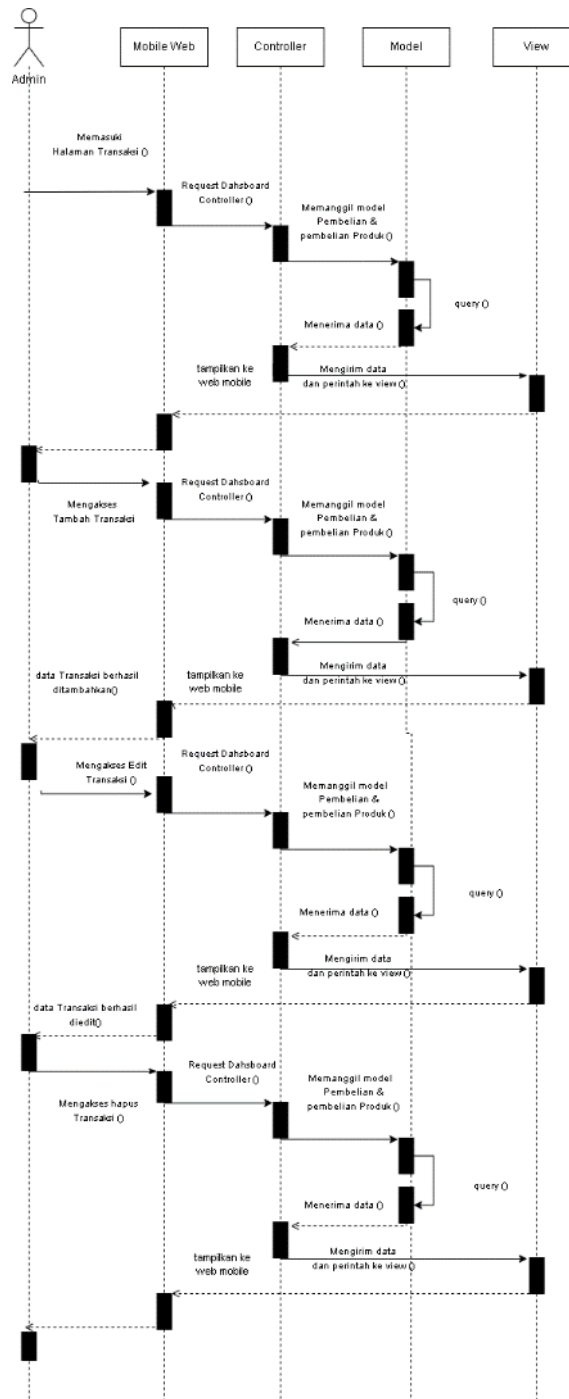 Mobile Web
Controller
Model
View
Admin
Memasuki
Halaman Transaksi ()
Request Dahsboard
Controller ()
Memanggil model
Pembelian &
pembelian Produk ()
query ()
Menerima data ()
tampilkan ke
web mobile
Mengirim data
dan perintah ke view ()
Mengakses
Tambah Transaksi
Request Dahsboard
Controller ()
Memanggil model
Pembelian &
pembelian Produk ()
query ()
Menerima data ()
Mengirim data
dan perintah ke view ()
data Transaksi berhasil
ditambahkan()
tampilkan ke
web mobile
Mengakses Edit
Transaksi ()
Request Dahsboard
Controller ()
Memanggil model
Pembelian &
pembelian Produk ()
query ()
Menerima data ()
Mengirim data
dan perintah ke view ()
tampilkan ke
web mobile
data Transaksi berhasil
diedit()
Mengakses hapus
Transaksi ()
Request Dahsboard
Controller ()
Memanggil model
Pembelian &
pembelian Produk ()
query ()
Menerima data ()
Mengirim data
dan perintah ke view ()
tampilkan ke
web mobile